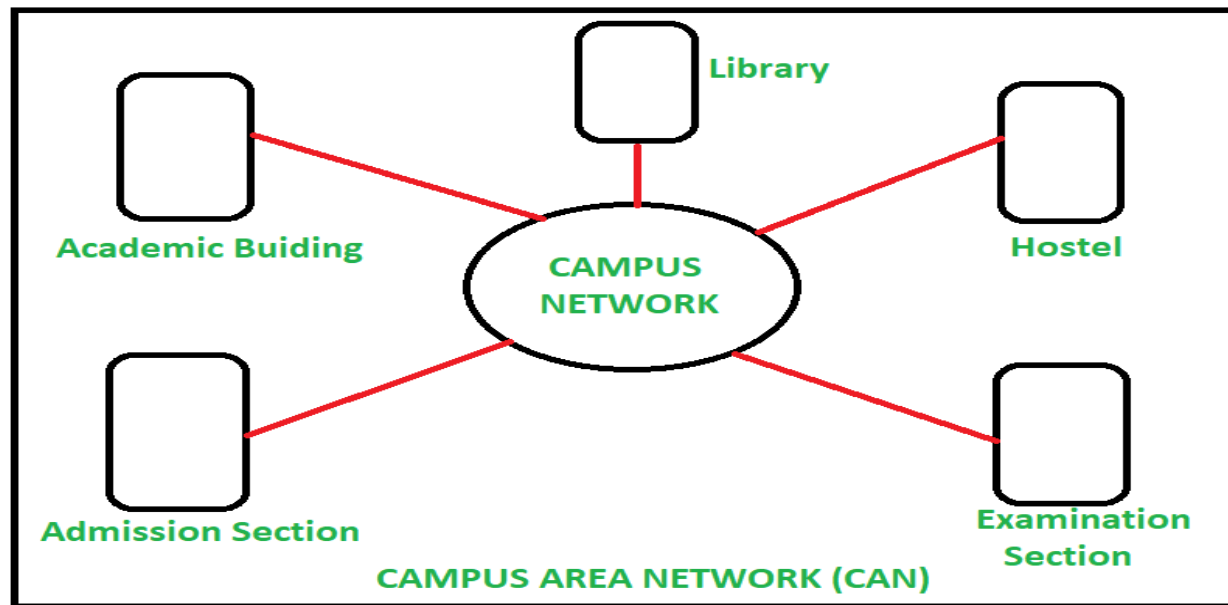 Library
Academic Buiding
Hostel
CAMPUS
NETWORK
Admission Section
Examination
Section
CAMPUS AREA NETWORK (CAN)